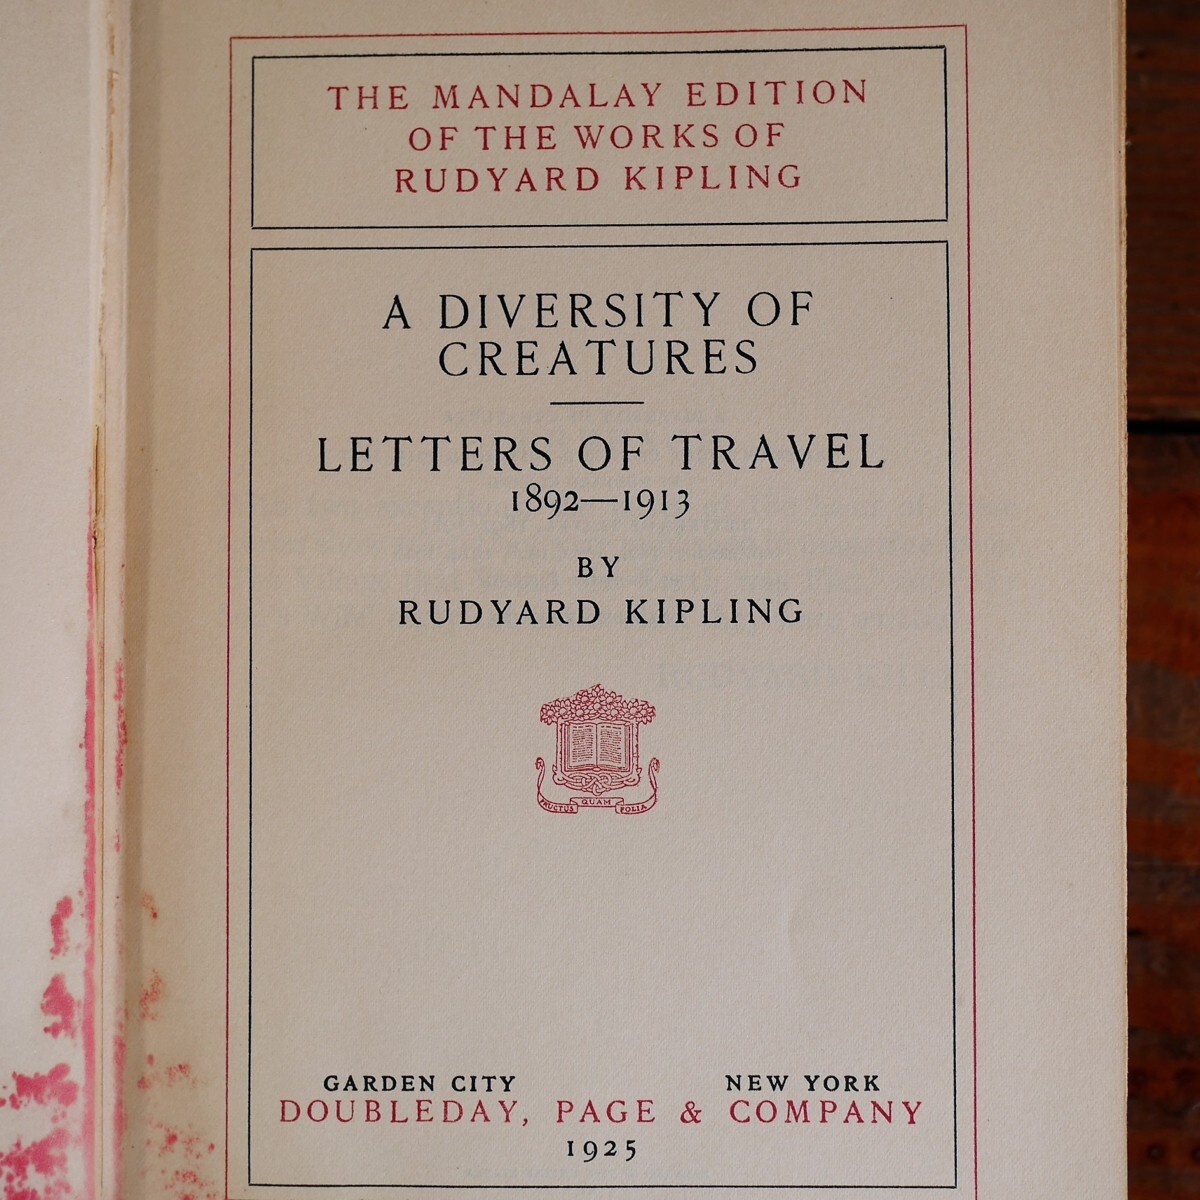 THE MANDALAY EDITION
OF THE WORKS OF
RUDYARD KIPLING
A DIVERSITY OF
CREATURES
LETTERS OF TRAVEL
1892—1913
BY
RUDYARD KIPLING
FRUCTUS QUAM FOLIA
GARDEN CITY NEW YORK
DOUBLEDAY, PAGE & COMPANY
1925